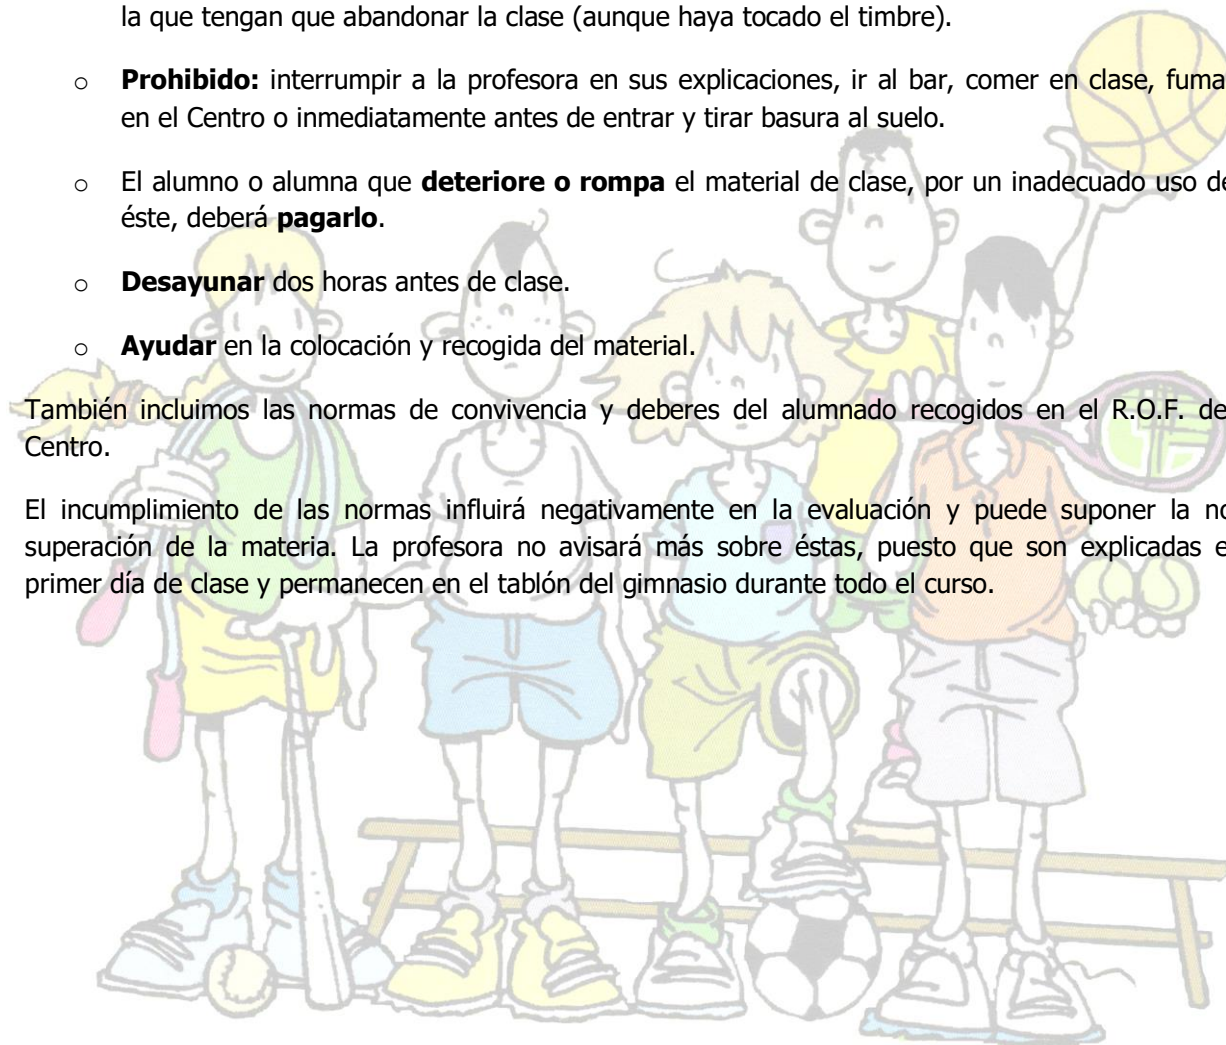 la que tengan que abandonar la clase (aunque haya tocado el timbre).
o Prohibido: interrumpir a la profesora en sus explicaciones, ir al bar, comer en clase, fuma
en el Centro o inmediatamente antes de entrar y tirar basura al suelo.
o El alumno o alumna que deteriore o rompa el material de clase, por un inadecuado uso de
éste, deberá pagarlo.
o Desayunar dos horas antes de clase.
o Ayudar en la colocación y recogida del material.
También incluimos las normas de convivencia y deberes del alumnado recogidos en el R.O.F. de
Centro.
El incumplimiento de las normas influirá negativamente en la evaluación y puede suponer la no
superación de la materia. La profesora no avisará más sobre éstas, puesto que son explicadas e
primer día de clase y permanecen en el tablón del gimnasio durante todo el curso.